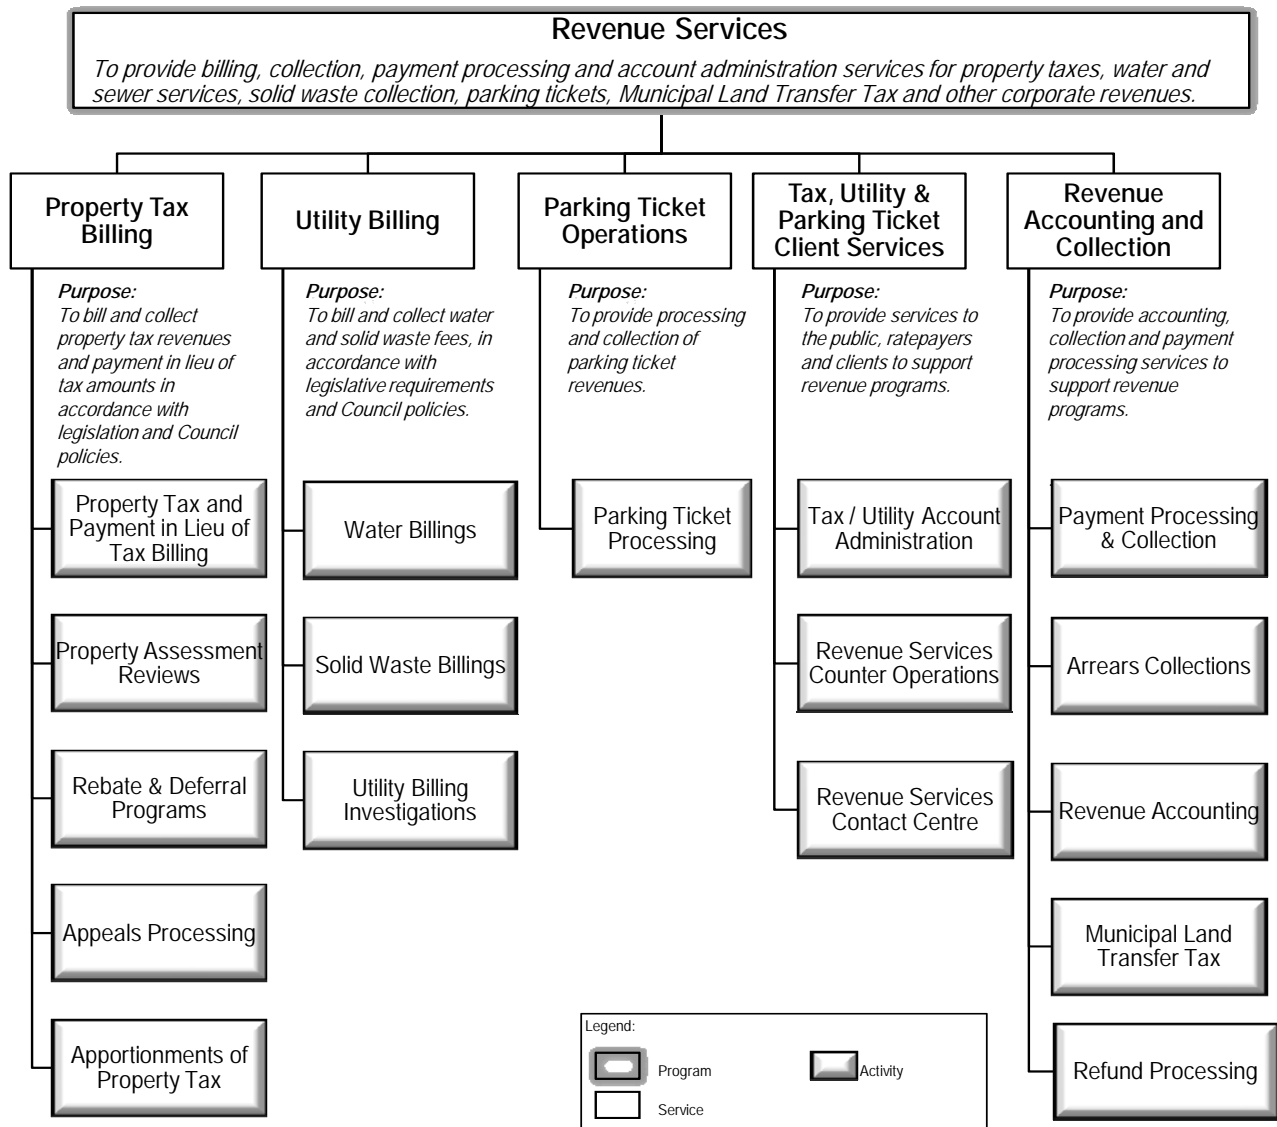 Revenue Services
To provide billing, collection, payment processing and account administration services for property taxes, water and
sewer services, solid waste collection, parking tickets, Municipal Land Transfer Tax and other corporate revenues.
Property Tax
Billing
Purpose:
To bill and collect
property tax revenues
and payment in lieu of
tax amounts in
accordance with
legislation and Council
policies.
Property Tax and
Payment in Lieu of
Tax Billing
Property Assessment
Reviews
Rebate & Deferral
Programs
Appeals Processing
Apportionments of
Property Tax
Utility Billing
Purpose:
To bill and collect water
and solid waste fees, in
accordance with
legislative requirements
and Council policies.
Water Billings
Solid Waste Billings
Utility Billing
Investigations
Parking Ticket
Operations
Purpose:
To provide processing
and collection of
parking ticket
revenues.
Parking Ticket
Processing
Tax, Utility &
Parking Ticket
Client Services
Purpose:
To provide services to
the public, ratepayers
and clients to support
revenue programs.
Tax / Utility Account
Administration
Revenue Services
Counter Operations
Revenue Services
Contact Centre
Revenue
Accounting and
Collection
Purpose:
To provide accounting,
collection and payment
processing services to
support revenue
programs.
Payment Processing
& Collection
Arrears Collections
Revenue Accounting
Municipal Land
Transfer Tax
Refund Processing
Legend:
Program
Activity
Service